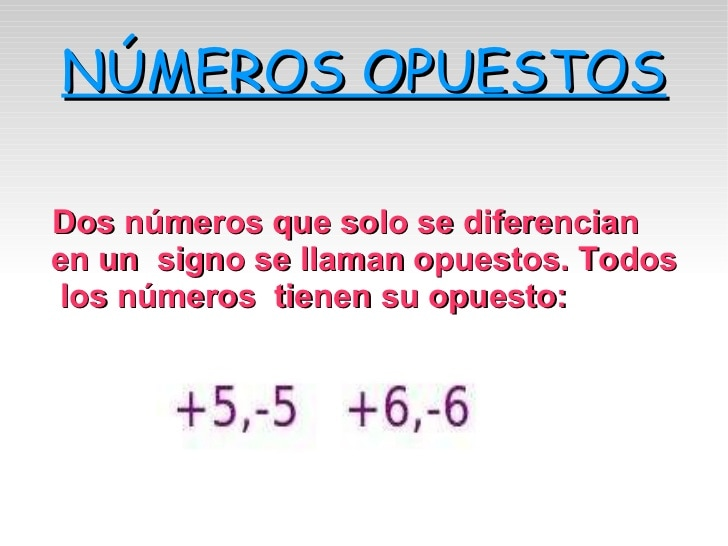 NÚMEROS OPUESTOS
Dos números que solo se diferencian
en un signo se llaman opuestos. Todos
los números tienen su opuesto:
+5,-5 +6,-6